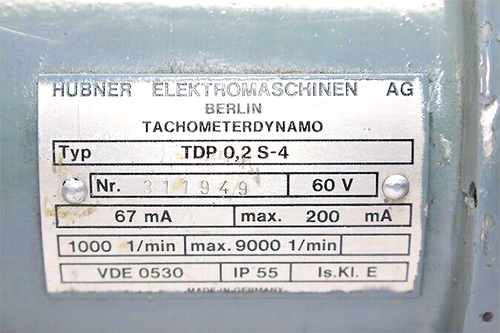 HÜBNER ELEKTROMASCHINEN AG
BERLIN
TACHOMETERDYNAMO
Typ TDP 0,2 S-4
Nr. 311949 60 V
67 mA max. 200 mA
1000 1/min max. 9000 1/min
VDE 0530 IP 55 Is.Kl. E
MADE IN GERMANY